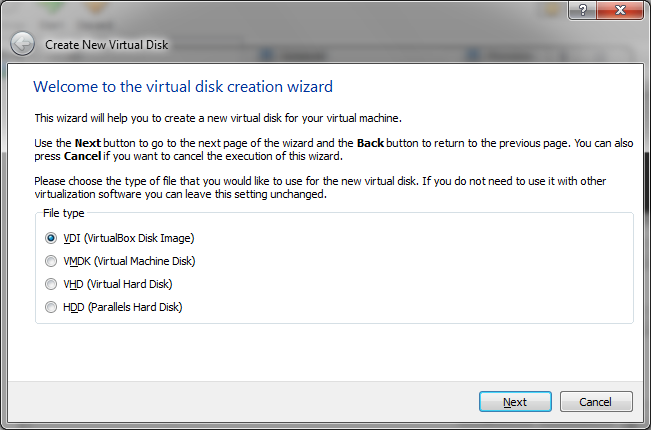 Create New Virtual Disk
Welcome to the virtual disk creation wizard
This wizard will help you to create a new virtual disk for your virtual machine.
Use the Next button to go to the next page of the wizard and the Back button to return to the previous page. You can also
press Cancel if you want to cancel the execution of this wizard.
Please choose the type of file that you would like to use for the new virtual disk. If you do not need to use it with other
virtualization software you can leave this setting unchanged.
File type
VDI (VirtualBox Disk Image)
VMDK (Virtual Machine Disk)
VHD (Virtual Hard Disk)
HDD (Parallels Hard Disk)
Next
Cancel